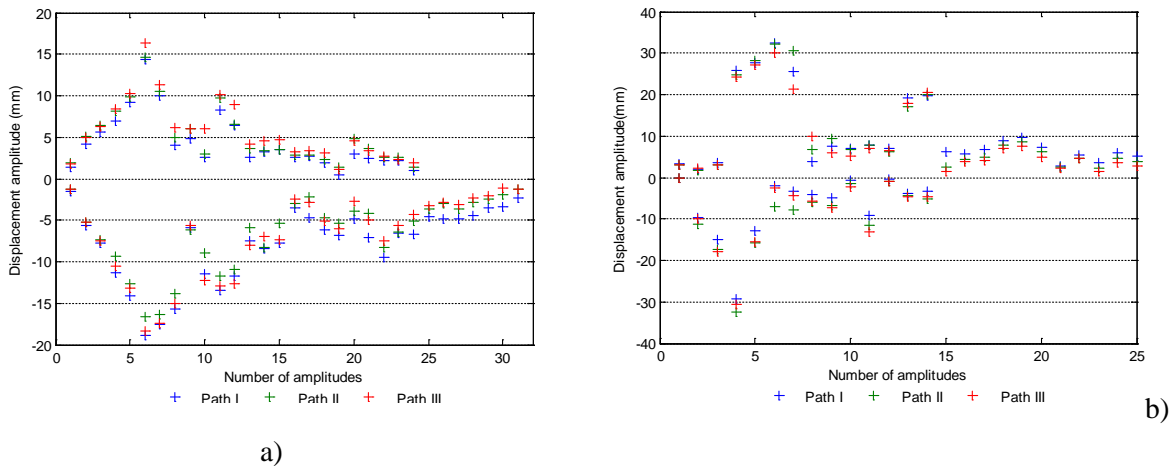 20
15
10
5
0
-5
-10
-15
-20
Displacement amplitude (mm)
0 5 10 15 20 25 30
Number of amplitudes
Path I Path II Path III
a)
40
30
20
10
0
-10
-20
-30
-40
Displacement amplitude(mm)
0 5 10 15 20 25
Number of amplitudes
Path I Path II Path III
b)